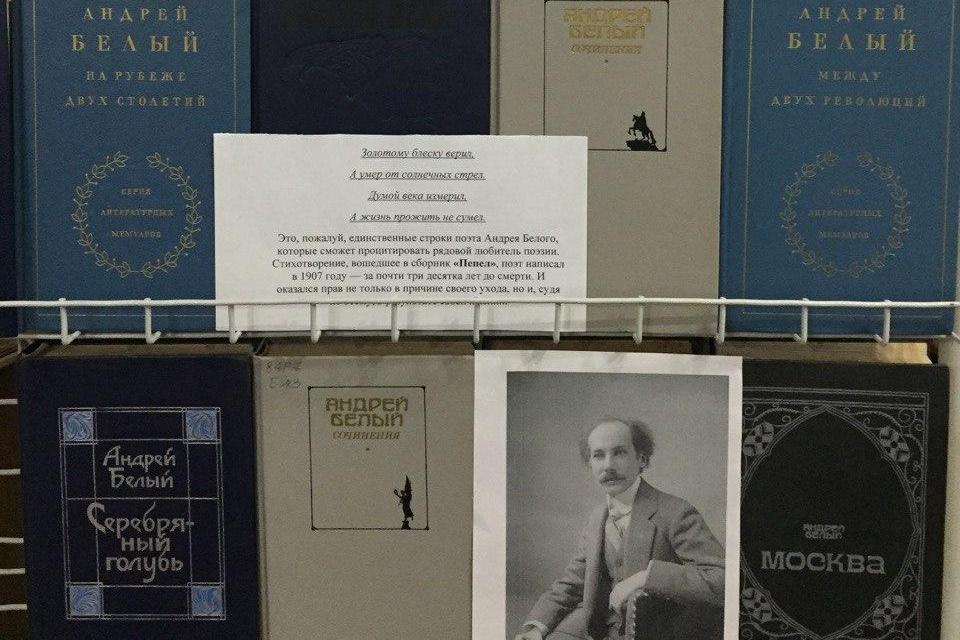 АНДРЕЙ
БЕЛЫЙ
НА РУБЕЖЕ
ДВУХ СТОЛЕТИЙ
СЕРИЯ
ЛИТЕРАТУРНЫХ
МЕМУАРОВ
АНДРЕЙ
БЕЛЫЙ
СОЧИНЕНИЯ
АНДРЕЙ
БЕЛЫЙ
МЕЖДУ
ДВУХ РЕВОЛЮЦИЙ
СЕРИЯ
ЛИТЕРАТУРНЫХ
МЕМУАРОВ
Золотому блеску верил,
А умер от солнечных стрел.
Думой века измерил,
А жизнь прожить не сумел.
Это, пожалуй, единственные строки поэта Андрея Белого,
которые сможет процитировать рядовой любитель поэзии.
Стихотворение, вошедшее в сборник «Пепел», поэт написал
в 1907 году — за почти три десятка лет до смерти. И
оказался прав не только в причине своего ухода, но и, судя
Андрей
Белый
Серебря-
ный
голубь
АНДРЕЙ
БЕЛЫЙ
СОЧИНЕНИЯ
АНДРЕЙ
БЕЛЫЙ
МОСКВА